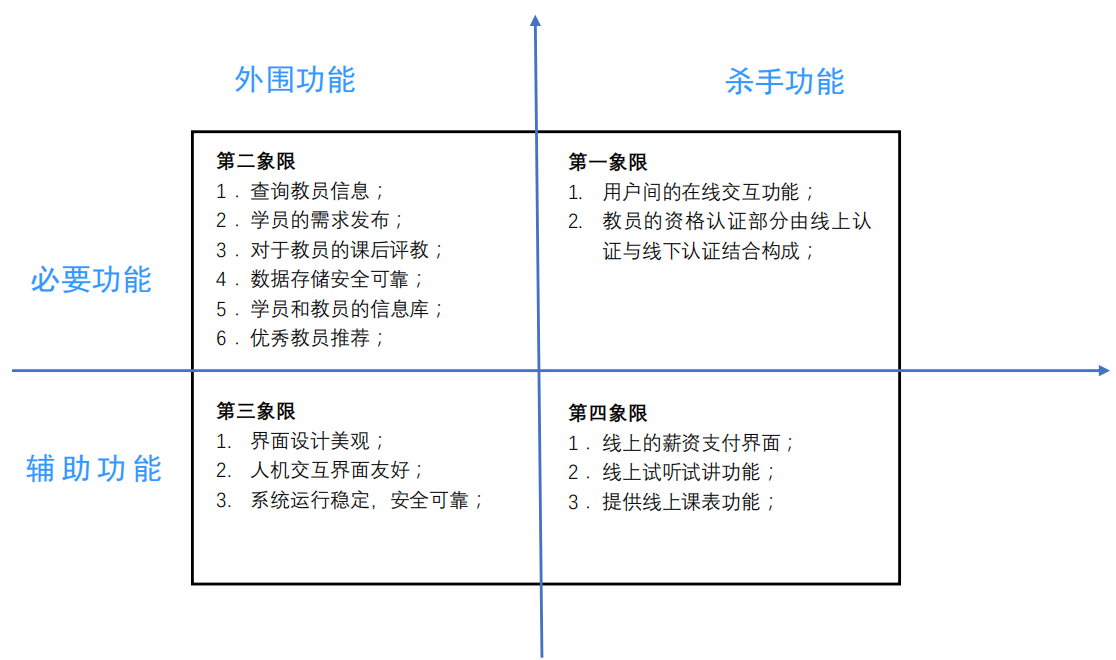 外围功能
杀手功能
必要功能
辅助功能
第二象限
1．查询教员信息；
2．学员的需求发布；
3．对于教员的课后评教；
4．数据存储安全可靠；
5．学员和教员的信息库；
6．优秀教员推荐；
第一象限
1. 用户间的在线交互功能；
2. 教员的资格认证部分由线上认
证与线下认证结合构成；
第三象限
1. 界面设计美观；
2. 人机交互界面友好；
3. 系统运行稳定，安全可靠；
第四象限
1．线上的薪资支付界面；
2．线上试听试讲功能；
3．提供线上课表功能；